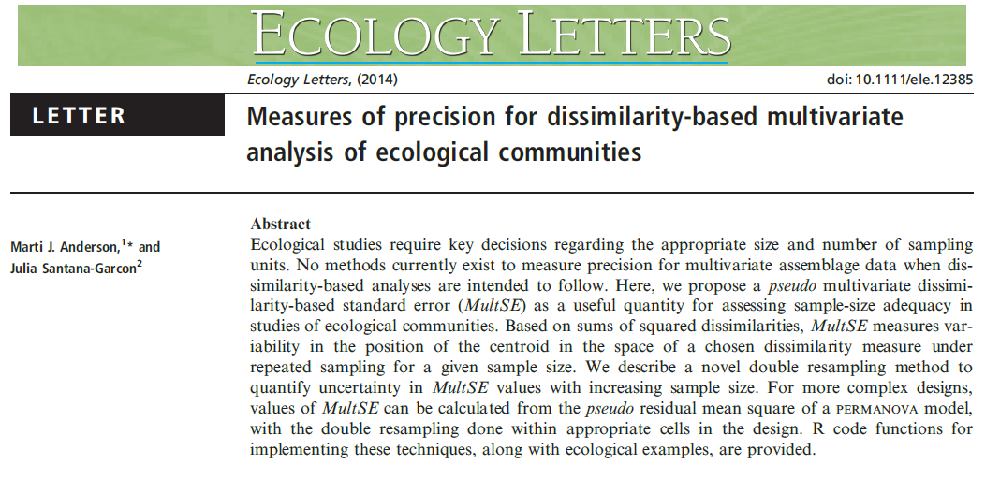 ECOLOGY LETTERS
Ecology Letters, (2014)
doi: 10.1111/ele.12385
LETTER
Measures of precision for dissimilarity-based multivariate
analysis of ecological communities
Marti J. Anderson,1* and
Julia Santana-Garcon2
Abstract
Ecological studies require key decisions regarding the appropriate size and number of sampling
units. No methods currently exist to measure precision for multivariate assemblage data when dis-
similarity-based analyses are intended to follow. Here, we propose a pseudo multivariate dissimi-
larity-based standard error (MultSE) as a useful quantity for assessing sample-size adequacy in
studies of ecological communities. Based on sums of squared dissimilarities, MultSE measures var-
iability in the position of the centroid in the space of a chosen dissimilarity measure under
repeated sampling for a given sample size. We describe a novel double resampling method to
quantify uncertainty in MultSE values with increasing sample size. For more complex designs,
values of MultSE can be calculated from the pseudo residual mean square of a PERMANOVA model,
with the double resampling done within appropriate cells in the design. R code functions for
implementing these techniques, along with ecological examples, are provided.